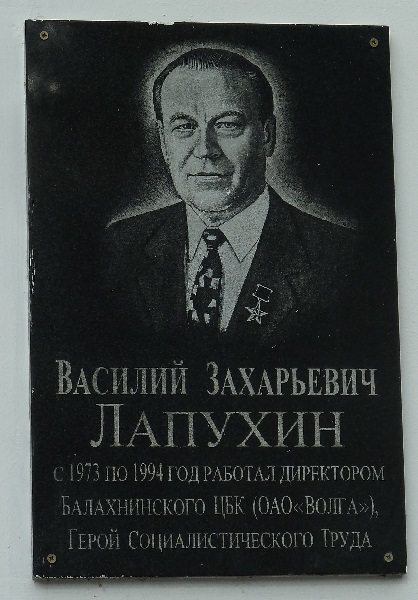 ВАСИЛИЙ ЗАХАРЬЕВИЧ
ЛАПУХИН
С 1973 ПО 1994 ГОД РАБОТАЛ ДИРЕКТОРОМ
БАЛАХНИНСКОГО ЦБК (ОАО«ВОЛГА»),
ГЕРОЙ СОЦИАЛИСТИЧЕСКОГО ТРУДА